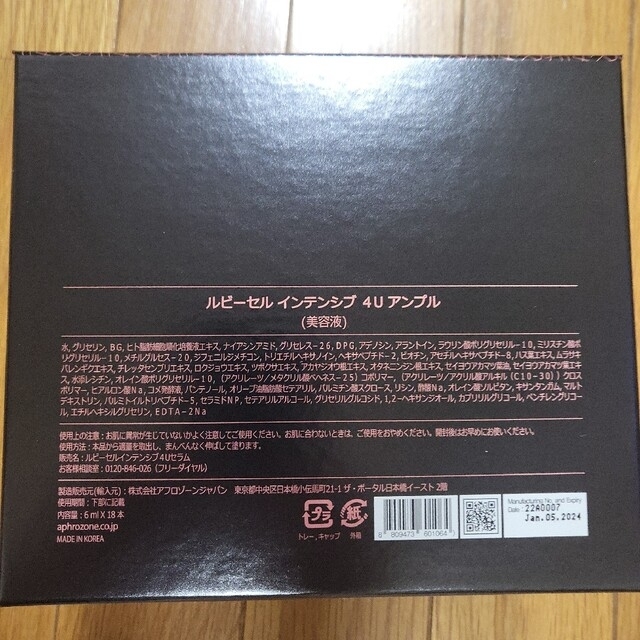 ルビーセル インテンシブ 4U アンプル
(美容液)
水, グリセリン, BG, ヒト脂肪細胞順化培養液エキス, ナイアシンアミド, グリセレス-26, DPG, アデノシン, アラントイン, ラウリン酸ポリグリセリル-10, ミリスチン酸ポ
リグリセリル-10, メチルグルセス-20, ジフェニルジメチコン, トリエチルヘキサノイン, ヘキサペプチド-2, ビオチン, アセチルヘキサペプチド-8, ハス葉エキス, ムラサキ
バレンギクエキス, チレッタセンブリエキス, ロクジョウエキス, ツボクサエキス, アカヤジオウ根エキス, オタネニンジン根エキス, セイヨウアカマツ葉油, セイヨウアカマツ葉エキ
ス, 水添レシチン, オレイン酸ポリグリセリル-10, (アクリレーツ/メタクリル酸ベヘネス-25) コポリマー, (アクリレーツ/アクリル酸アルキル (C10-30)) クロス
ポリマー, ヒアルロン酸Na, コメ発酵液, パンテノール, オリーブ油脂肪酸セテアリル, パルミチン酸スクロース, リシン, 酢酸Na, オレイン酸ソルビタン, キサンタンガム, マルト
デキストリン, パルミトイルトリペプチド-5, セラミドNP, セテアリルアルコール, グリセリルグルコシド, 1,2-ヘキサンジオール, カプリリルグリコール, ペンチレングリコー
ル, エチルヘキシルグリセリン, EDTA-2Na
使用上の注意 : お肌に異常が生じていないかよく注意してご使用ください。お肌に合わないときは、ご使用をおやめください。開封後はお早めにお使いください。
使用方法 : 本品から適量を取出し、まんべんなく伸ばして塗ります。
販売名 : ルビーセルインテンシブ4Uセラム
お客様相談室 : 0120-846-026 (フリーダイヤル)
製造販売元(輸入元) : 株式会社アフロゾーンジャパン 東京都中央区日本橋小伝馬町21-1 ザ・ポータル日本橋イースト 2階
使用期間 : 下部に記載
内容量 : 6 ml X 18本
aphrozone.co.jp
MADE IN KOREA
プラ
トレー, キャップ
紙
外箱
8 809473 601064
Manufacturing No. and Expiry
Date : 22A0007
Jan.05.2024